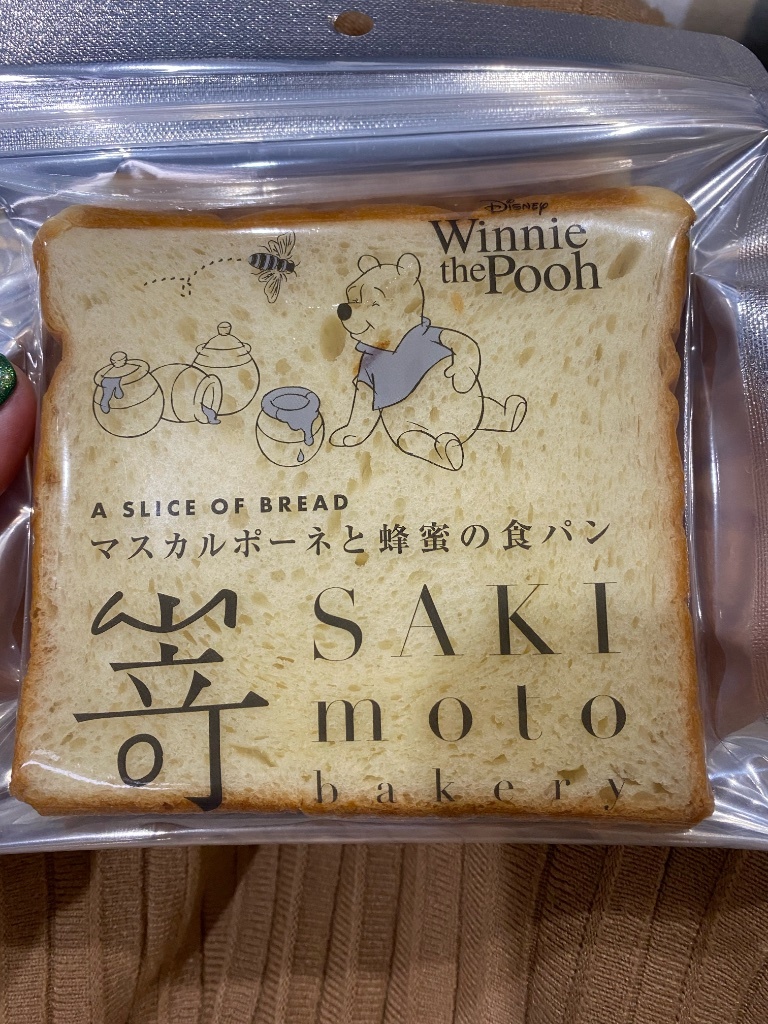 Disney
Winnie
the Pooh
A SLICE OF BREAD
マスカルポーネと蜂蜜の食パン
嵜
SAKI
moto
bakery